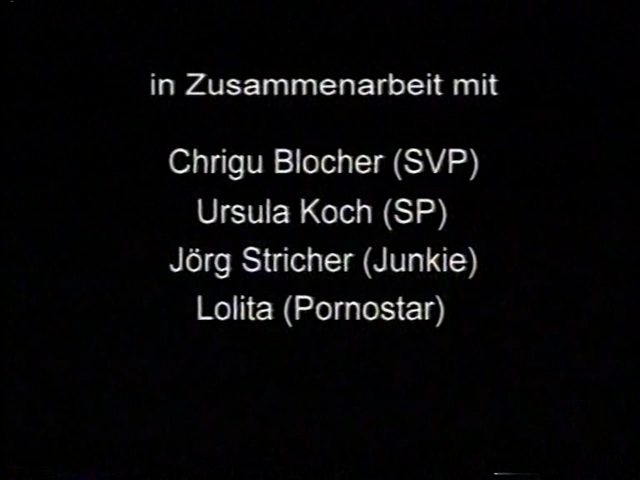 in Zusammenarbeit mit
Chrigu Blocher (SVP)
Ursula Koch (SP)
Jörg Stricher (Junkie)
Lolita (Pornostar)